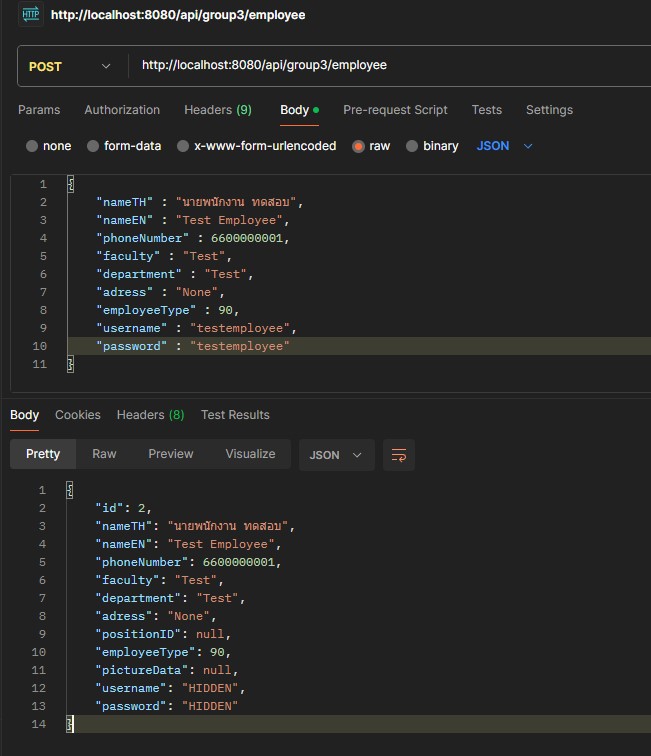 HTTP http://localhost:8080/api/group3/employee
POST http://localhost:8080/api/group3/employee
Params Authorization Headers (9) Body Pre-request Script Tests Settings
none form-data x-www-form-urlencoded raw binary JSON
1 {
2 "nameTH" : "นายพนักงาน ทดสอบ",
3 "nameEN" : "Test Employee",
4 "phoneNumber" : 6600000001,
5 "faculty" : "Test",
6 "department" : "Test",
7 "adress" : "None",
8 "employeeType" : 90,
9 "username" : "testemployee",
10 "password" : "testemployee"
11 }
Body Cookies Headers (8) Test Results
Pretty Raw Preview Visualize JSON
1 {
2 "id": 2,
3 "nameTH": "นายพนักงาน ทดสอบ",
4 "nameEN": "Test Employee",
5 "phoneNumber": 6600000001,
6 "faculty": "Test",
7 "department": "Test",
8 "adress": "None",
9 "positionID": null,
10 "employeeType": 90,
11 "pictureData": null,
12 "username": "HIDDEN",
13 "password": "HIDDEN"
14 }